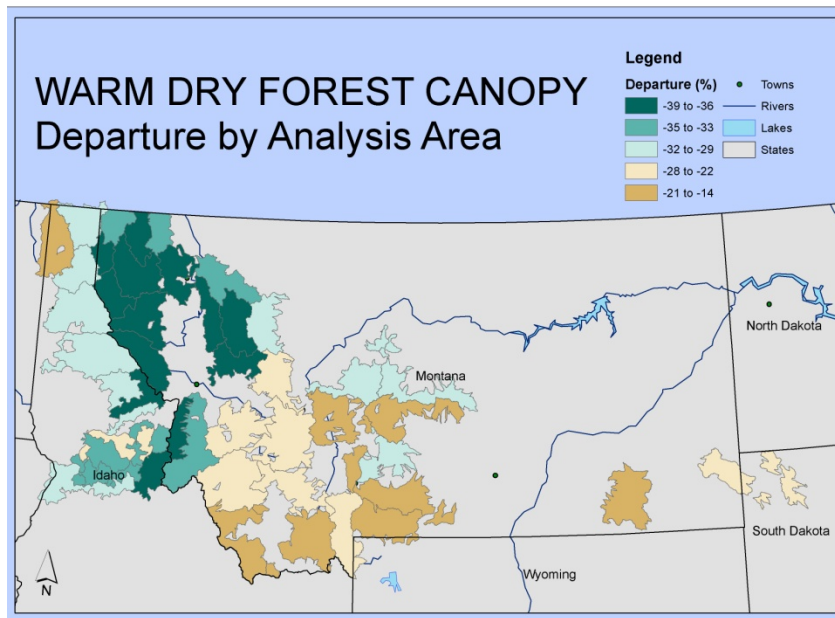 WARM DRY FOREST CANOPY
Departure by Analysis Area
Legend
Departure (%)
-39 to -36
-35 to -33
-32 to -29
-28 to -22
-21 to -14
Towns
Rivers
Lakes
States
North Dakota
Montana
Idaho
South Dakota
Wyoming
N